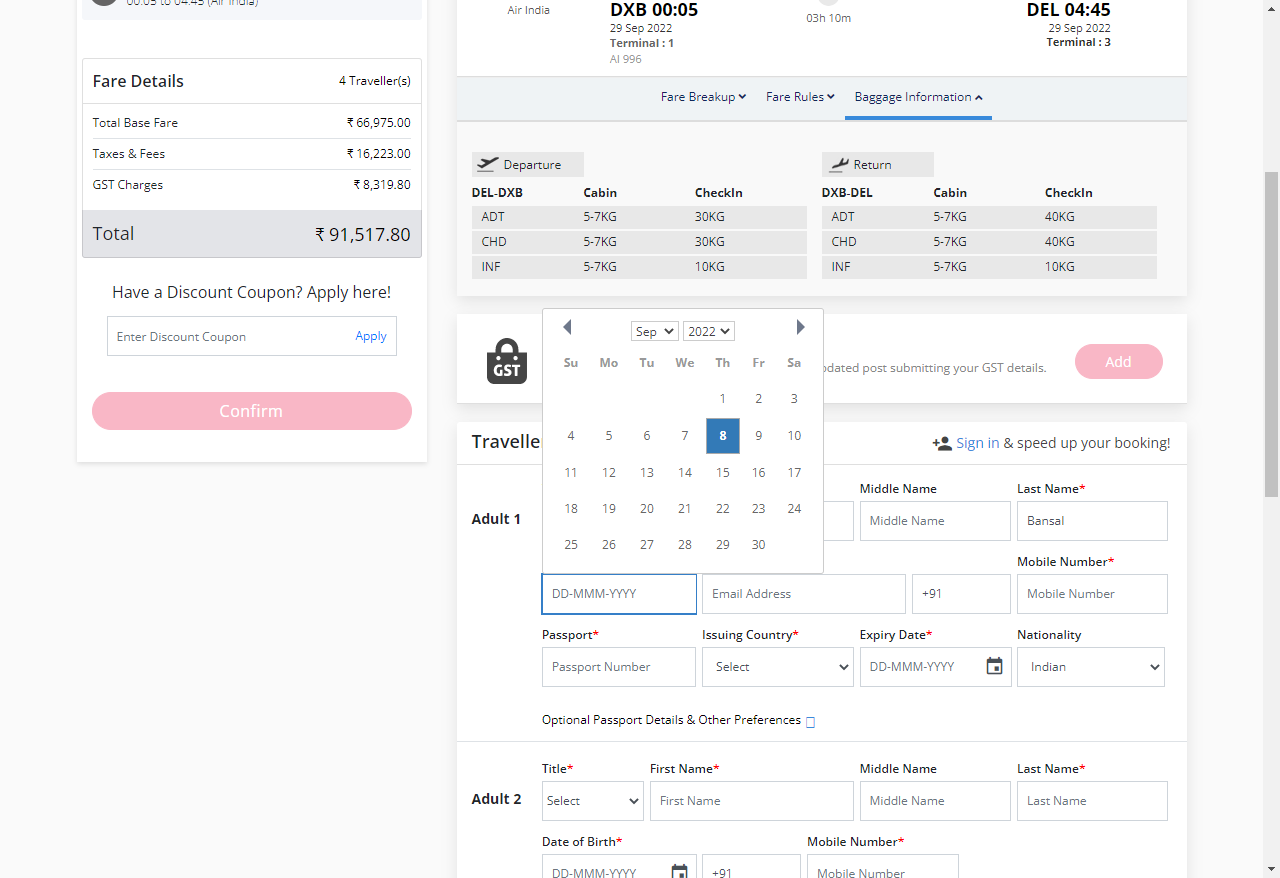 00:05 to 04:45 (Air India)
Fare Details
4 Traveller(s)
Total Base Fare
₹ 66,975.00
Taxes & Fees
₹ 16,223.00
GST Charges
₹ 8,319.80
Total
₹ 91,517.80
Have a Discount Coupon? Apply here!
Enter Discount Coupon
Apply
Confirm
Air India
DXB 00:05
29 Sep 2022
Terminal : 1
AI 996
03h 10m
DEL 04:45
29 Sep 2022
Terminal : 3
Fare Breakup
Fare Rules
Baggage Information
Departure
DEL-DXB Cabin CheckIn
ADT 5-7KG 30KG
CHD 5-7KG 30KG
INF 5-7KG 10KG
Return
DXB-DEL Cabin CheckIn
ADT 5-7KG 40KG
CHD 5-7KG 40KG
INF 5-7KG 10KG
GST
post submitting your GST details.
Add
Sep 2022
Su Mo Tu We Th Fr Sa
1 2 3
4 5 6 7 8 9 10
11 12 13 14 15 16 17
18 19 20 21 22 23 24
25 26 27 28 29 30
Sign in & speed up your booking!
Adult 1
Middle Name
Last Name*
Middle Name
Bansal
Mobile Number*
DD-MMM-YYYY
Email Address
+91
Mobile Number
Passport*
Issuing Country*
Expiry Date*
Nationality
Passport Number
Select
DD-MMM-YYYY
Indian
Optional Passport Details & Other Preferences
Adult 2
Title*
First Name*
Middle Name
Last Name*
Select
First Name
Middle Name
Last Name
Date of Birth*
Mobile Number*
DD-MMM-YYYY
+91
Mobile Number